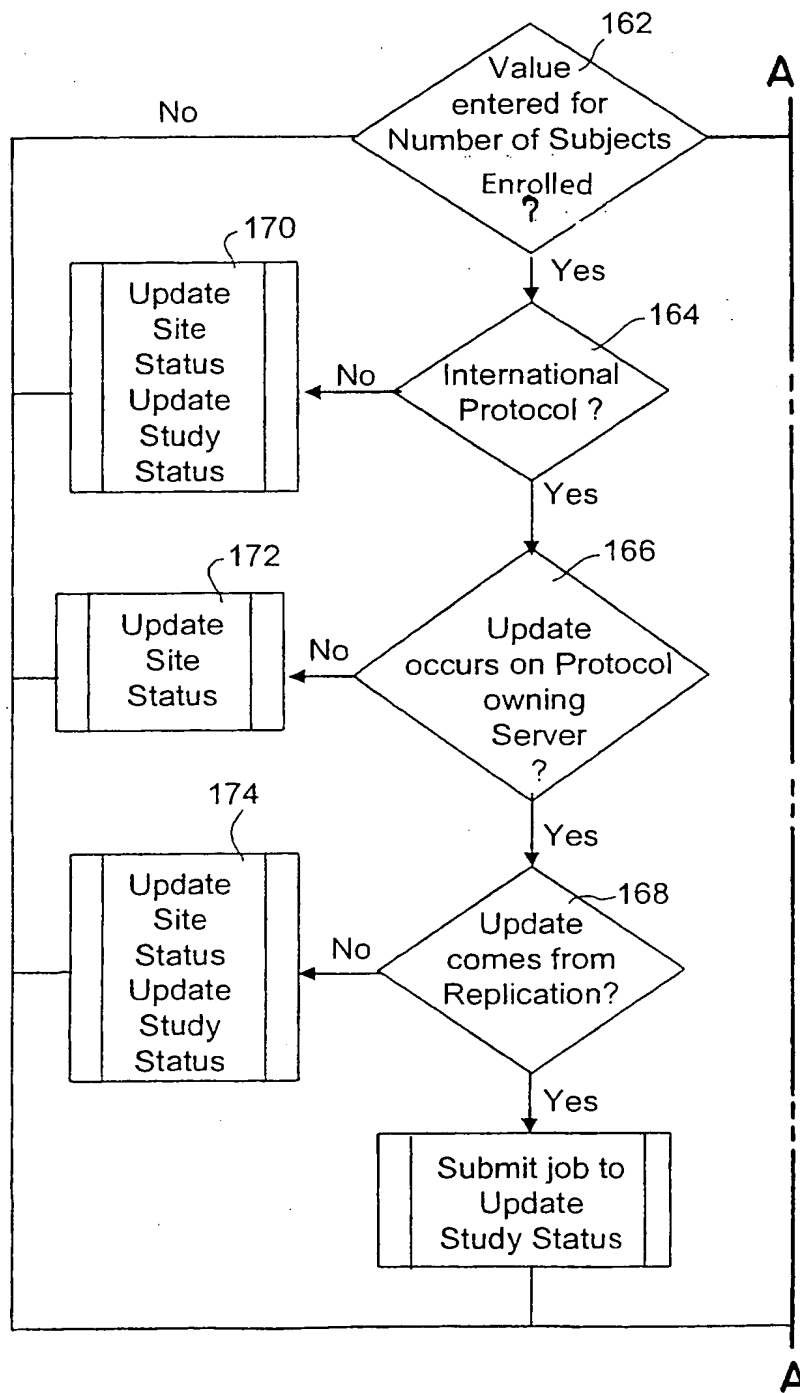 162
A
Value
entered for
Number of Subjects
Enrolled
?
No
Yes
170
Update
Site
Status
Update
Study
Status
164
International
Protocol ?
No
Yes
172
Update
Site
Status
166
Update
occurs on Protocol
owning
Server
?
No
Yes
174
Update
Site
Status
Update
Study
Status
168
Update
comes from
Replication?
No
Yes
Submit job to
Update
Study Status
A